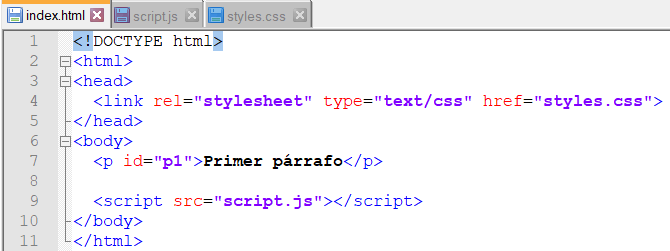 index.html script.js styles.css
1 <!DOCTYPE html>
2 <html>
3 <head>
4 <link rel="stylesheet" type="text/css" href="styles.css">
5 </head>
6 <body>
7 <p id="p1">Primer párrafo</p>
8
9 <script src="script.js"></script>
10 </body>
11 </html>